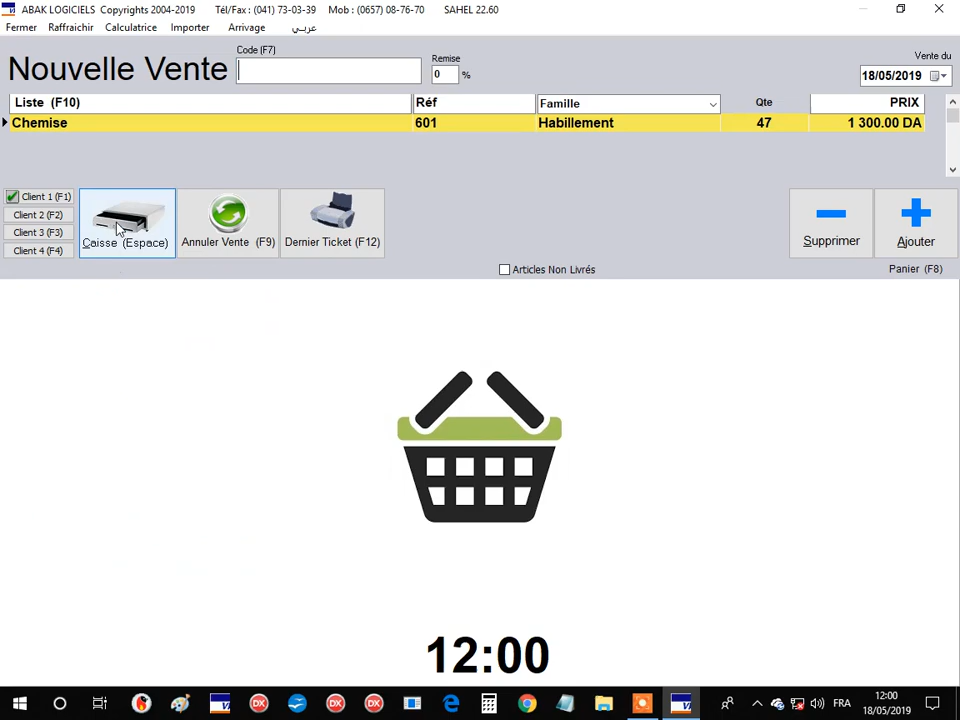 ABAK LOGICIELS Copyrights 2004-2019 Tél/Fax : (041) 73-03-39 Mob : (0657) 08-76-70 SAHEL 22.60
Fermer Raffraichir Calculatrice Importer Arrivage عربي
Code (F7)
Nouvelle Vente
Remise
0 %
Vente du
18/05/2019
Liste (F10) Réf Famille Qte PRIX
Chemise 601 Habillement 47 1 300.00 DA
Client 1 (F1)
Client 2 (F2)
Client 3 (F3)
Client 4 (F4)
Caisse (Espace) Annuler Vente (F9) Dernier Ticket (F12) Supprimer Ajouter
Articles Non Livrés Panier (F8)
12:00
FRA
12:00
18/05/2019